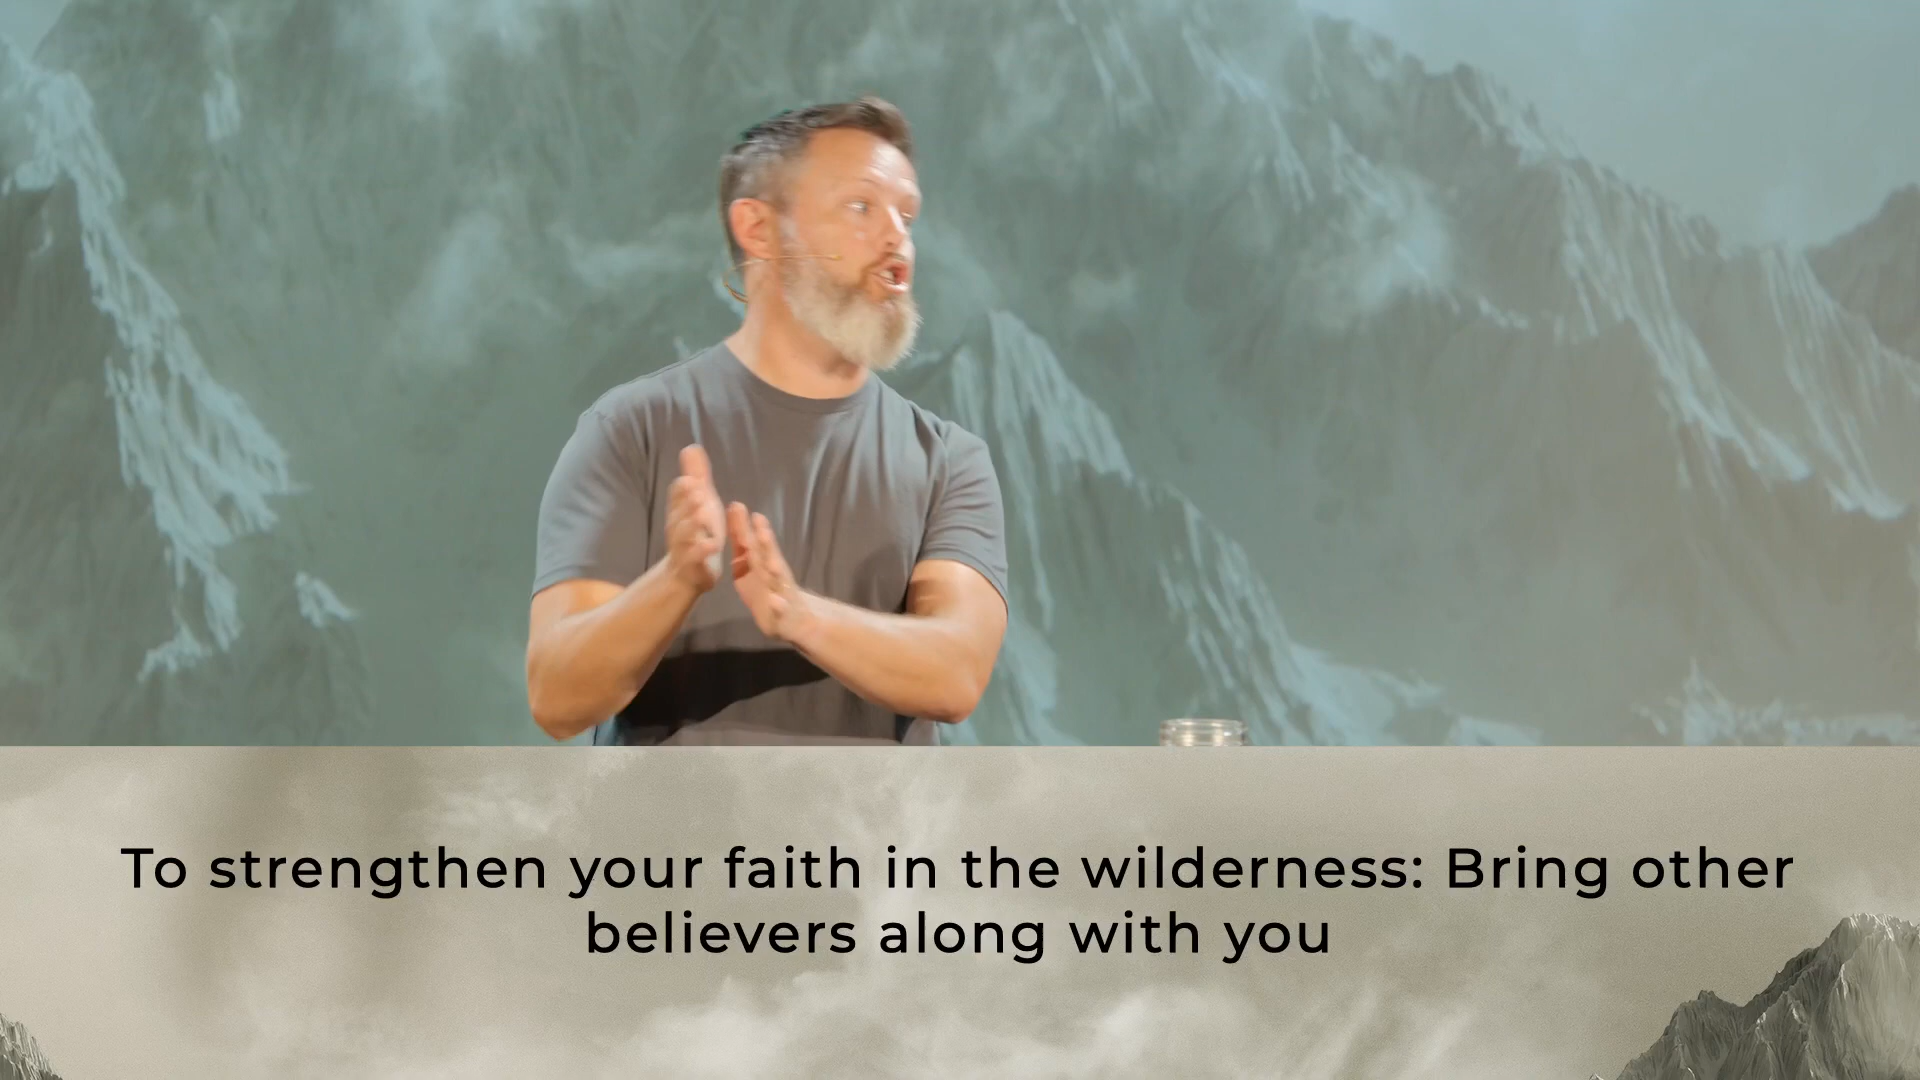 To strengthen your faith in the wilderness: Bring other
believers along with you